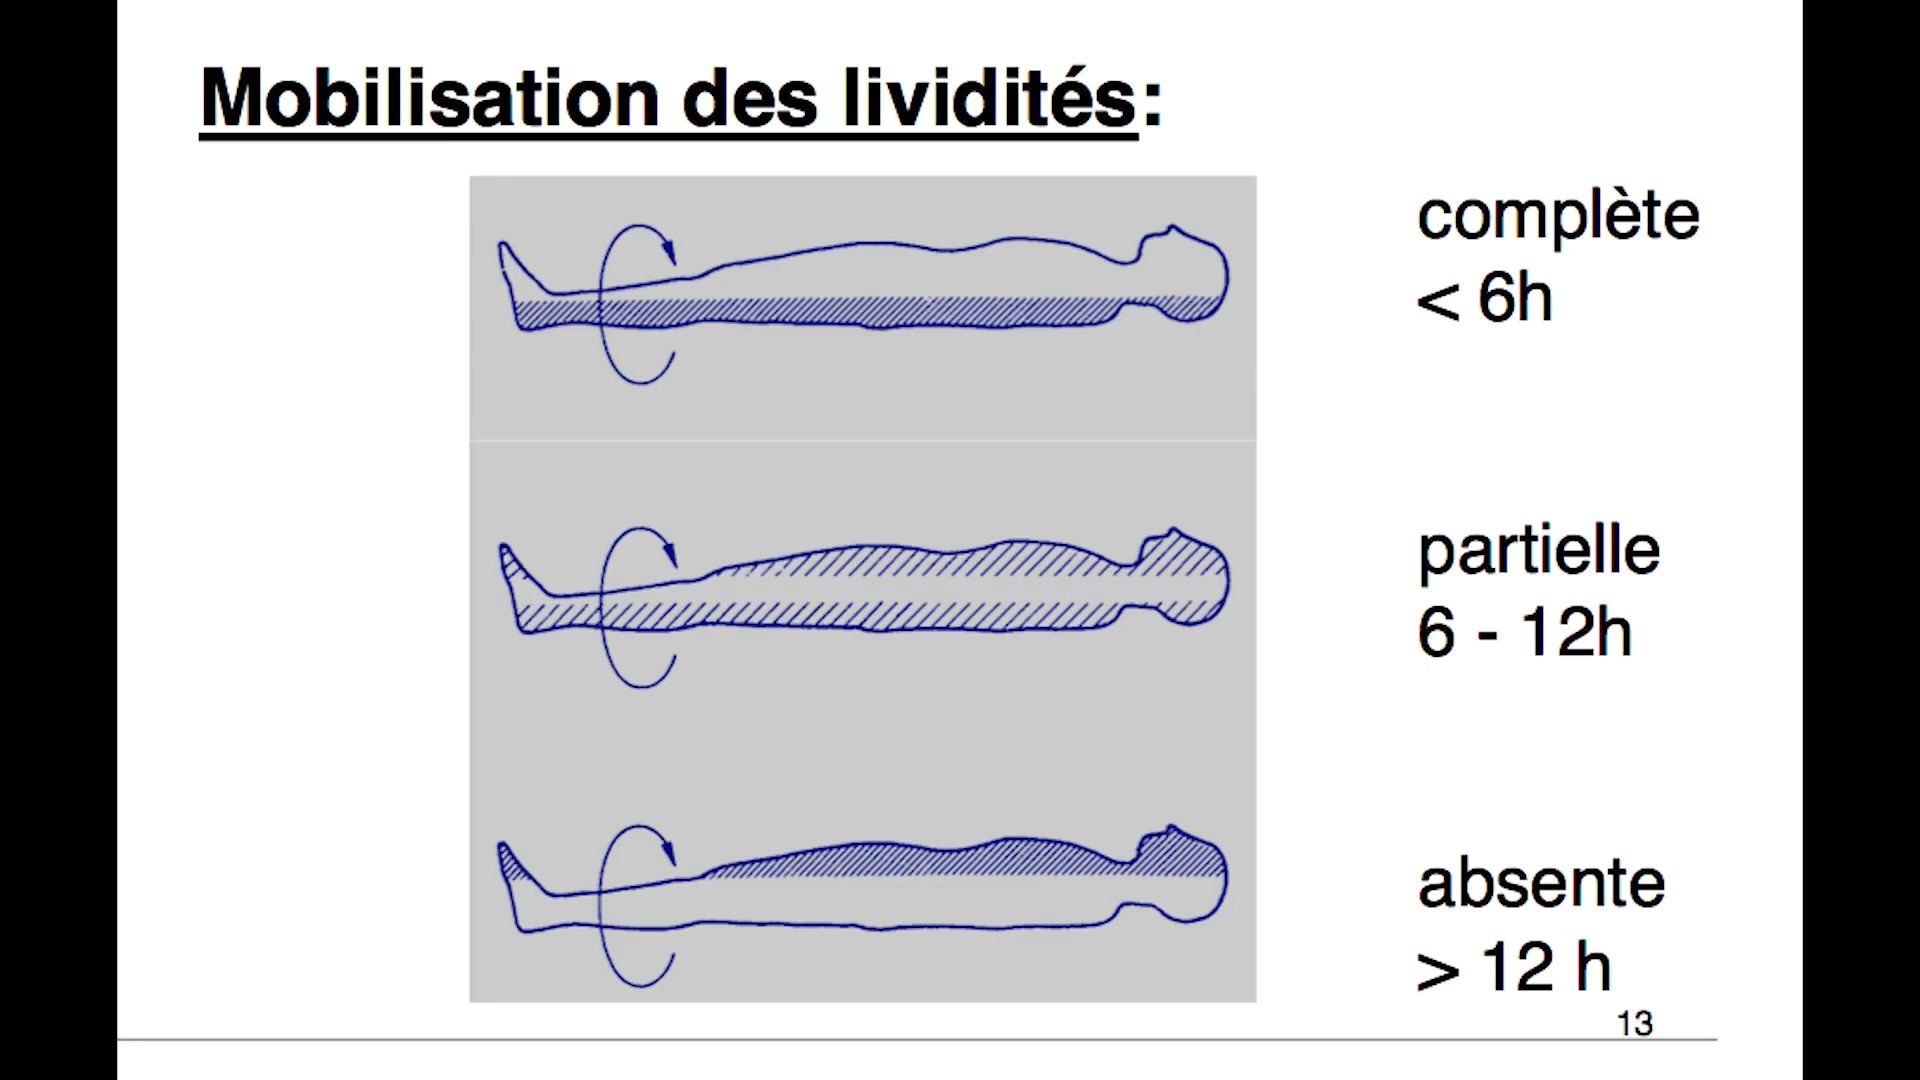 Mobilisation des lividités:
complète
< 6h
partielle
6 - 12h
absente
> 12 h
13